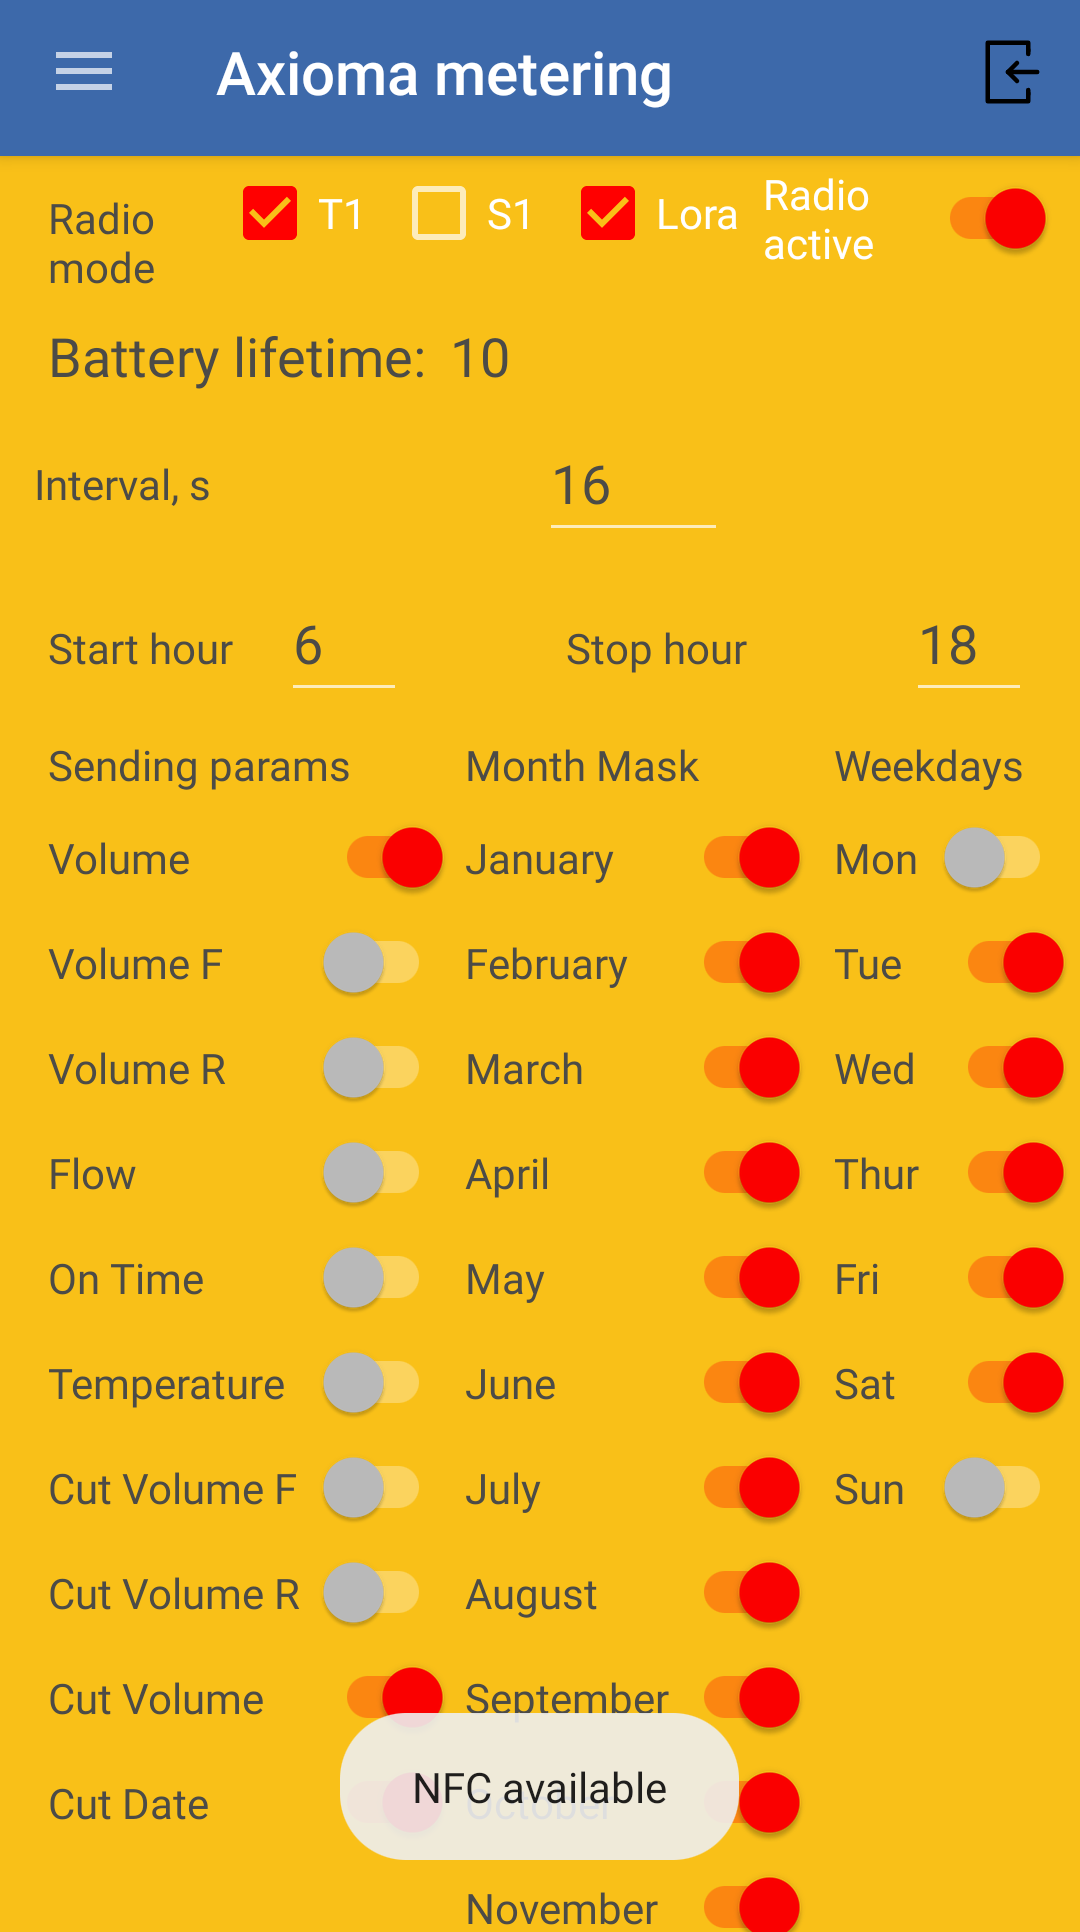 Axioma metering
Radio mode
T1
S1
Lora
Radio active
Battery lifetime: 10
Interval, s 16
Start hour 6 Stop hour 18
Sending params Month Mask Weekdays
Volume January Mon
Volume F February Tue
Volume R March Wed
Flow April Thur
On Time May Fri
Temperature June Sat
Cut Volume F July Sun
Cut Volume R August
Cut Volume September
Cut Date October
NFC available
November